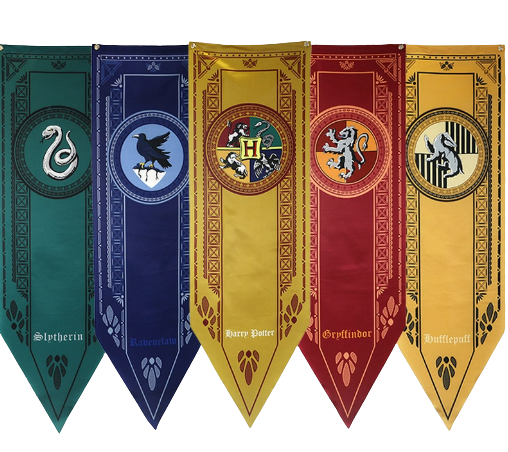 H
Slytherin
Ravenclaw
Harry Potter
Gryffindor
Hufflepuff